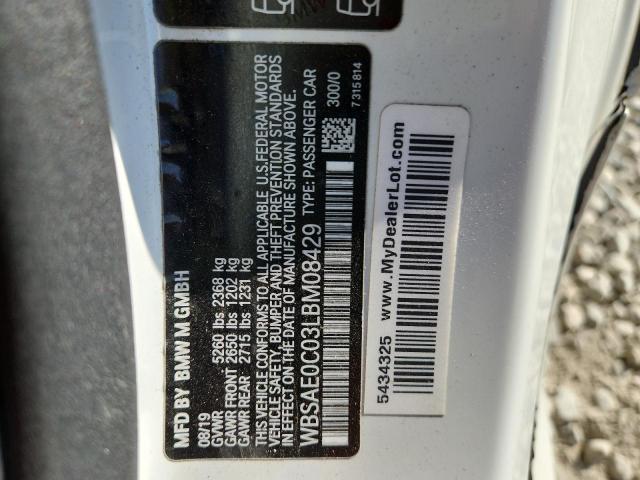 MFD BY BMW M GMBH
08/19
GVWR 5260 lbs 2368 kg
GAWR FRONT 2650 lbs 1202 kg
GAWR REAR 2715 lbs 1231 kg
THIS VEHICLE CONFORMS TO ALL APPLICABLE U.S.FEDERAL MOTOR
VEHICLE SAFETY, BUMPER AND THEFT PREVENTION STANDARDS
IN EFFECT ON THE DATE OF MANUFACTURE SHOWN ABOVE.
WBSAE0C03LBM08429 TYPE: PASSENGER CAR
300/0
7315814
www.MyDealerLot.com
5434325